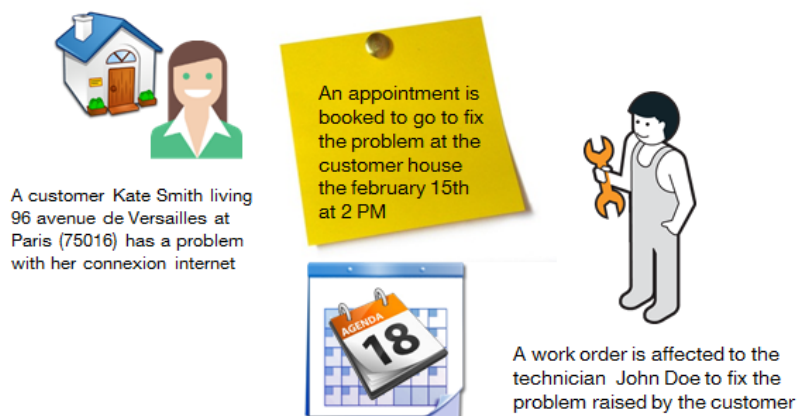 A customer Kate Smith living
96 avenue de Versailles at
Paris (75016) has a problem
with her connexion internet
An appointment is
booked to go to fix
the problem at the
customer house
the february 15th
at 2 PM
AGENDA
18
A work order is affected to the
technician John Doe to fix the
problem raised by the customer